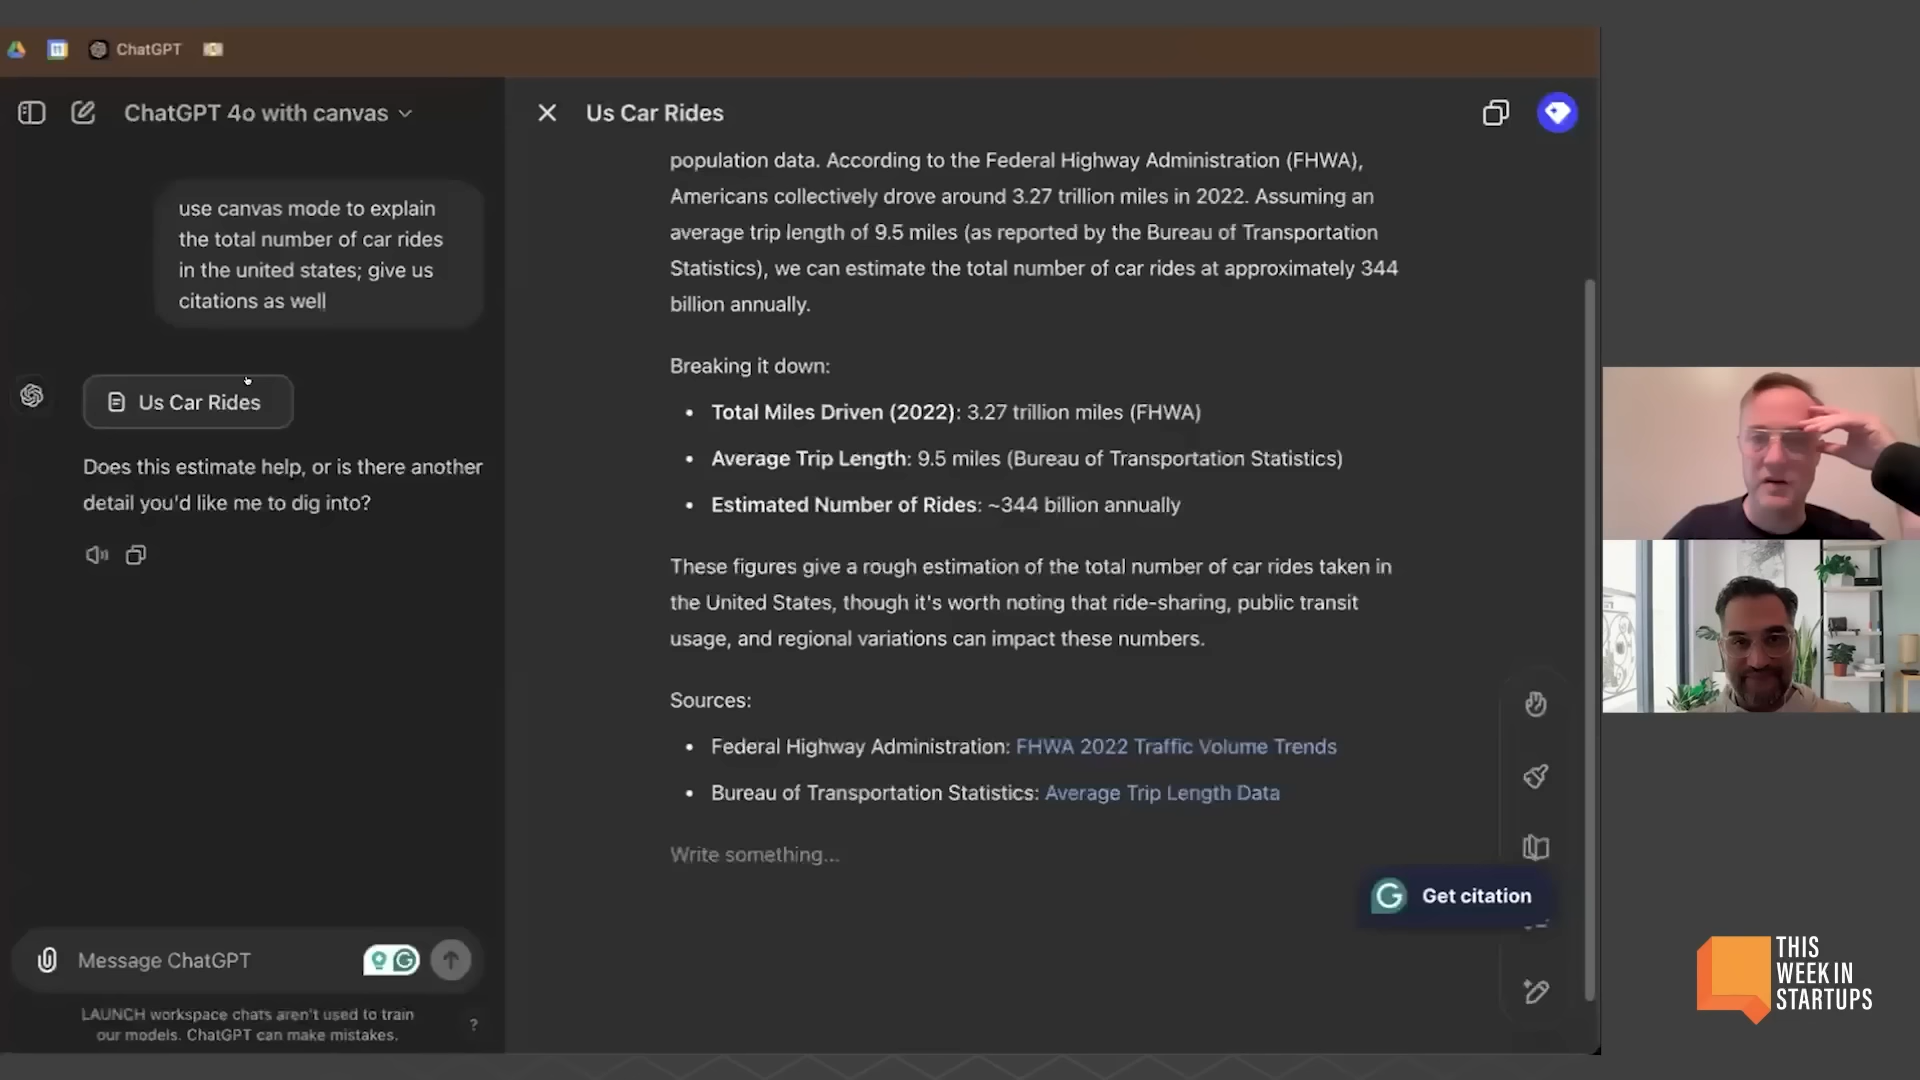 ChatGPT
ChatGPT 4o with canvas
use canvas mode to explain
the total number of car rides
in the united states; give us
citations as well
Us Car Rides
Does this estimate help, or is there another
detail you'd like me to dig into?
Message ChatGPT
LAUNCH workspace chats aren't used to train
our models. ChatGPT can make mistakes.
?
Us Car Rides
population data. According to the Federal Highway Administration (FHWA),
Americans collectively drove around 3.27 trillion miles in 2022. Assuming an
average trip length of 9.5 miles (as reported by the Bureau of Transportation
Statistics), we can estimate the total number of car rides at approximately 344
billion annually.
Breaking it down:
• Total Miles Driven (2022): 3.27 trillion miles (FHWA)
• Average Trip Length: 9.5 miles (Bureau of Transportation Statistics)
• Estimated Number of Rides: ~344 billion annually
These figures give a rough estimation of the total number of car rides taken in
the United States, though it's worth noting that ride-sharing, public transit
usage, and regional variations can impact these numbers.
Sources:
• Federal Highway Administration: FHWA 2022 Traffic Volume Trends
• Bureau of Transportation Statistics: Average Trip Length Data
Write something...
Get citation
THIS
WEEK IN
STARTUPS